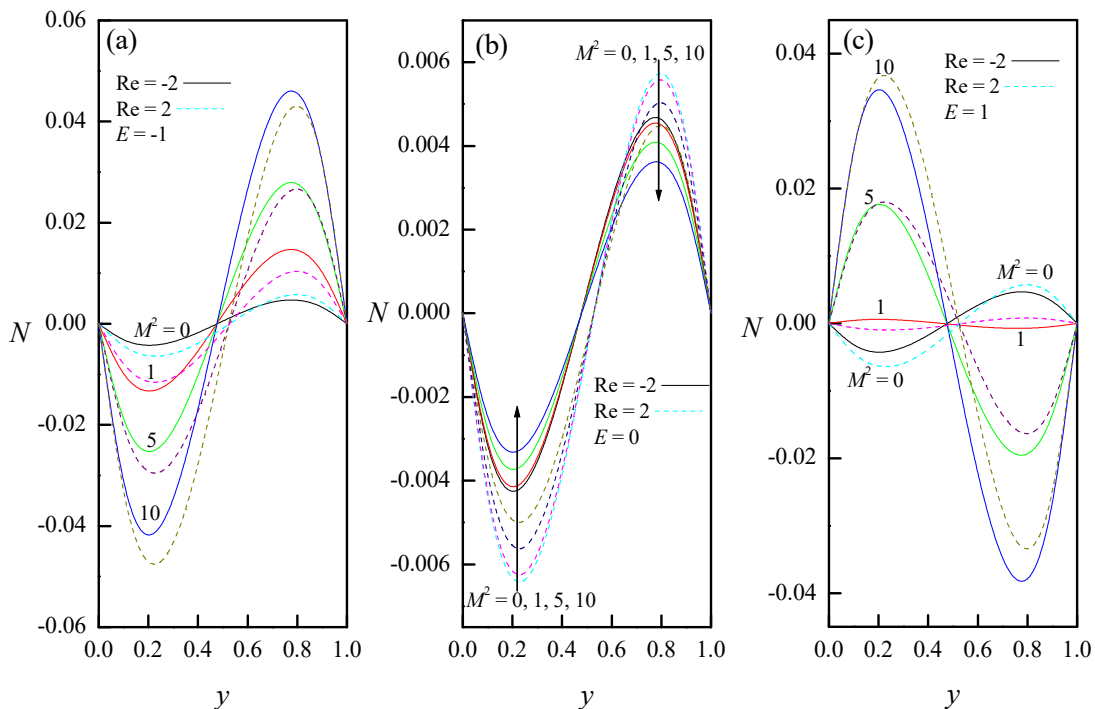 (a)
Re = -2
Re = 2
E = -1
M² = 0
1
5
10
N
0.06
0.04
0.02
0.00
-0.02
-0.04
-0.06
0.0 0.2 0.4 0.6 0.8 1.0
y
(b)
M² = 0, 1, 5, 10
Re = -2
Re = 2
E = 0
M² = 0, 1, 5, 10
N
0.006
0.004
0.002
0.000
-0.002
-0.004
-0.006
0.0 0.2 0.4 0.6 0.8 1.0
y
(c)
10
Re = -2
Re = 2
E = 1
5
M² = 0
1
1
M² = 0
N
0.04
0.02
0.00
-0.02
-0.04
0.0 0.2 0.4 0.6 0.8 1.0
y